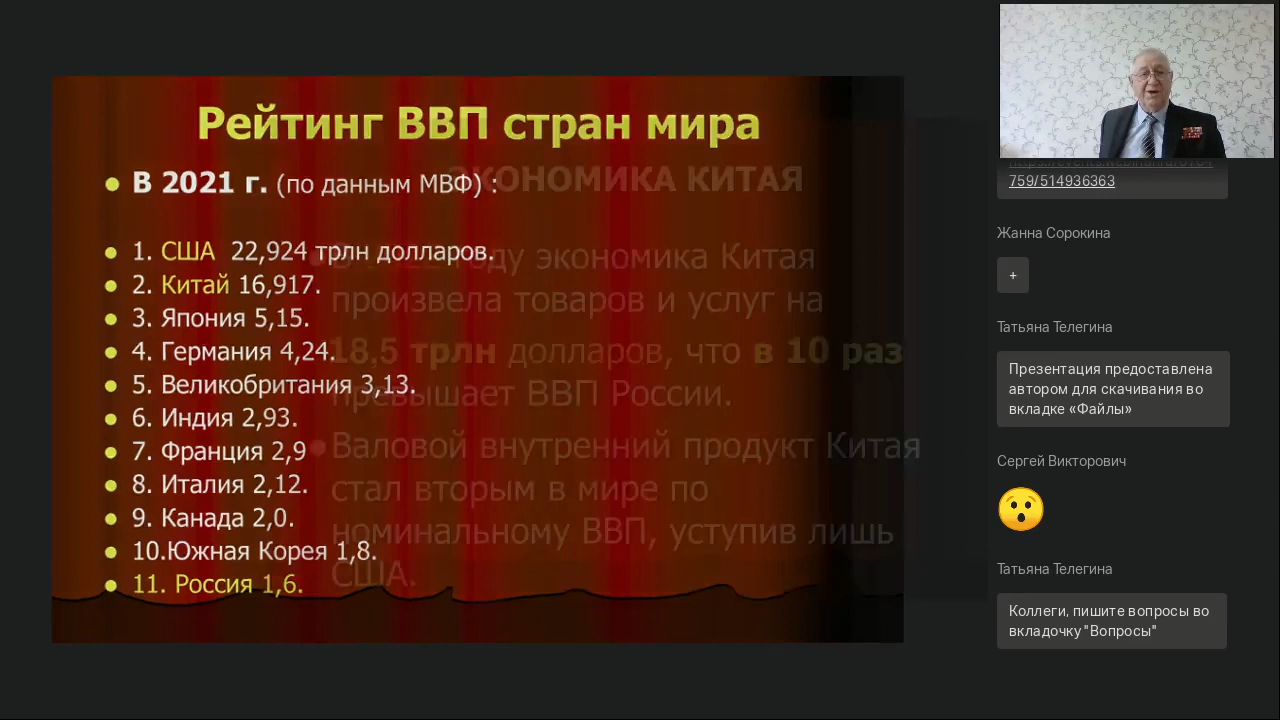 Рейтинг ВВП стран мира
В 2021 г. (по данным МВФ) :
1. США 22,924 трлн долларов.
2. Китай 16,917.
3. Япония 5,15.
4. Германия 4,24.
5. Великобритания 3,13.
6. Индия 2,93.
7. Франция 2,9
8. Италия 2,12.
9. Канада 2,0.
10.Южная Корея 1,8.
11. Россия 1,6.
ЭКОНОМИКА КИТАЯ
году экономика Китая
произвела товаров и услуг на
18.5 трлн долларов, что в 10 раз
превышает ВВП России.
Валовой внутренний продукт Китая
стал вторым в мире по
номинальному ВВП, уступив лишь
США.
759/514936363
Жанна Сорокина
+
Татьяна Телегина
Презентация предоставлена
автором для скачивания во
вкладке «Файлы»
Сергей Викторович
Татьяна Телегина
Коллеги, пишите вопросы во
вкладочку "Вопросы"